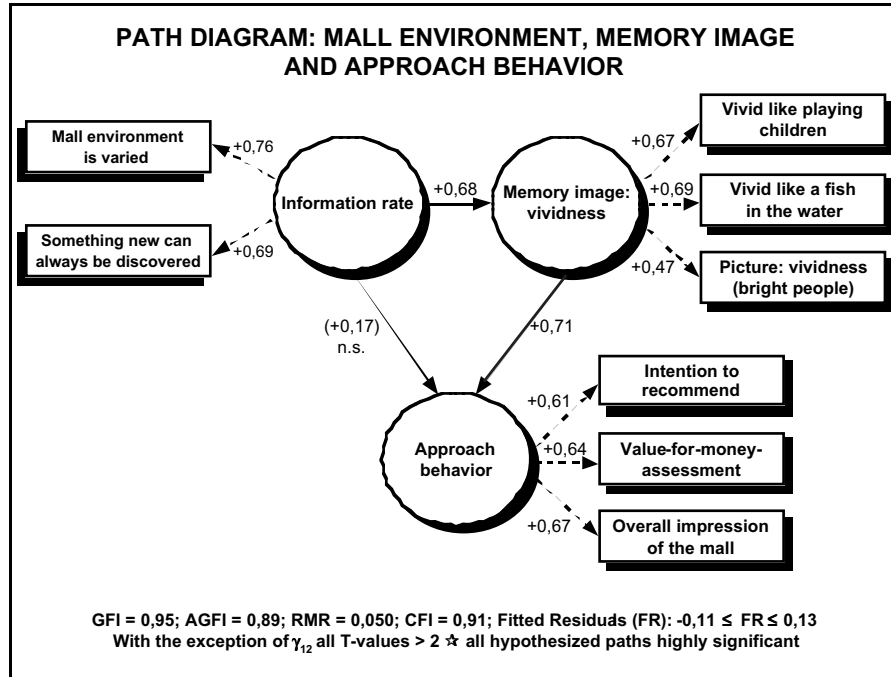 PATH DIAGRAM: MALL ENVIRONMENT, MEMORY IMAGE
AND APPROACH BEHAVIOR
Mall environment
is varied
+0,76
Something new can
always be discovered
+0,69
Information rate
+0,68
Memory image:
vividness
+0,67
Vivid like playing
children
+0,69
Vivid like a fish
in the water
+0,47
Picture: vividness
(bright people)
(+0,17)
n.s.
+0,71
Approach
behavior
+0,61
Intention to
recommend
+0,64
Value-for-money-
assessment
+0,67
Overall impression
of the mall
GFI = 0,95; AGFI = 0,89; RMR = 0,050; CFI = 0,91; Fitted Residuals (FR): -0,11 ≤ FR ≤ 0,13
With the exception of γ12 all T-values > 2 ☆ all hypothesized paths highly significant